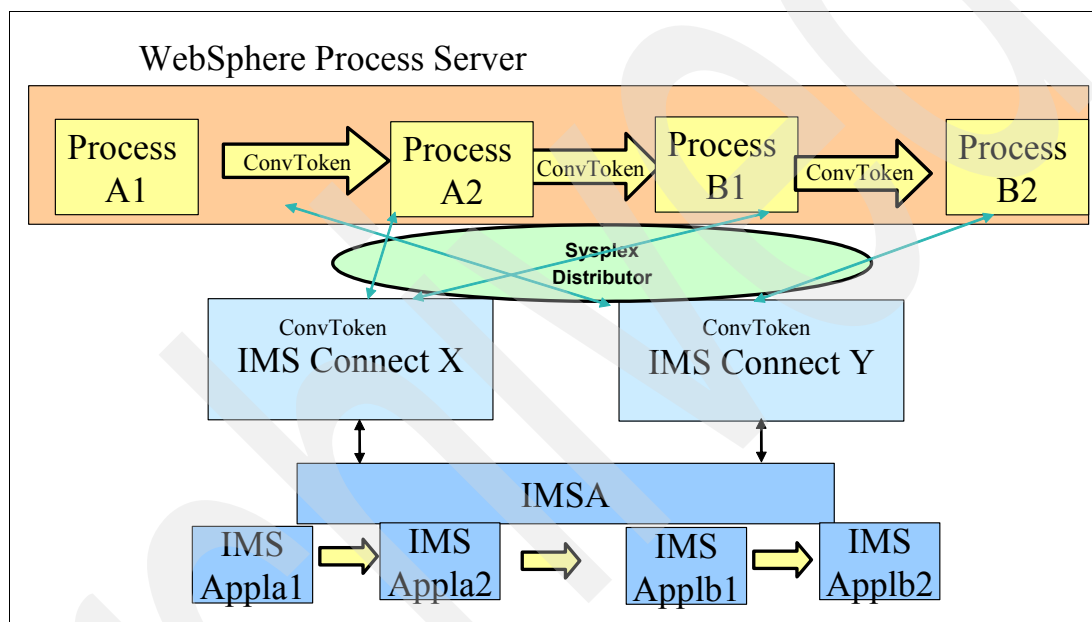 WebSphere Process Server
Process
A1
ConvToken
Process
A2
ConvToken
Process
B1
ConvToken
Process
B2
Sysplex
Distributor
ConvToken
IMS Connect X
ConvToken
IMS Connect Y
IMSA
IMS
Appla1
IMS
Appla2
IMS
Applb1
IMS
Applb2